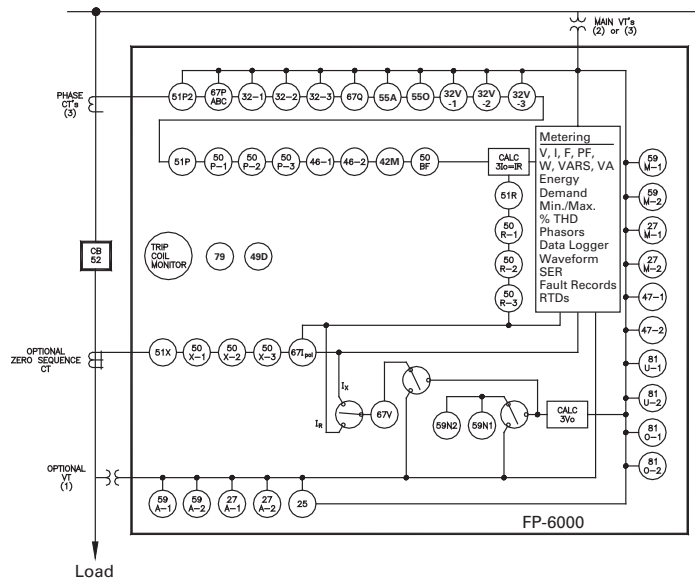 MAIN VT's
(2) or (3)
PHASE
CT's
(3)
51P2
67P
ABC
32-1
32-2
32-3
67Q
55A
55O
32V
-1
32V
-2
32V
-3
51P
50
P-1
50
P-2
50
P-3
46-1
46-2
42M
50
BF
CALC
3Io=IR
Metering
V, I, F, PF,
W, VARS, VA
Energy
Demand
Min./Max.
% THD
Phasors
Data Logger
Waveform
SER
Fault Records
RTDs
59
M-1
59
M-2
27
M-1
27
M-2
47-1
47-2
81
U-1
81
U-2
81
O-1
81
O-2
51R
50
R-1
50
R-2
50
R-3
CB
52
TRIP
COIL
MONITOR
79
49D
OPTIONAL
ZERO SEQUENCE
CT
51X
50
X-1
50
X-2
50
X-3
67Ipol
IX
IR
67V
59N2
59N1
CALC
3Vo
OPTIONAL
VT
(1)
59
A-1
59
A-2
27
A-1
27
A-2
25
FP-6000
Load